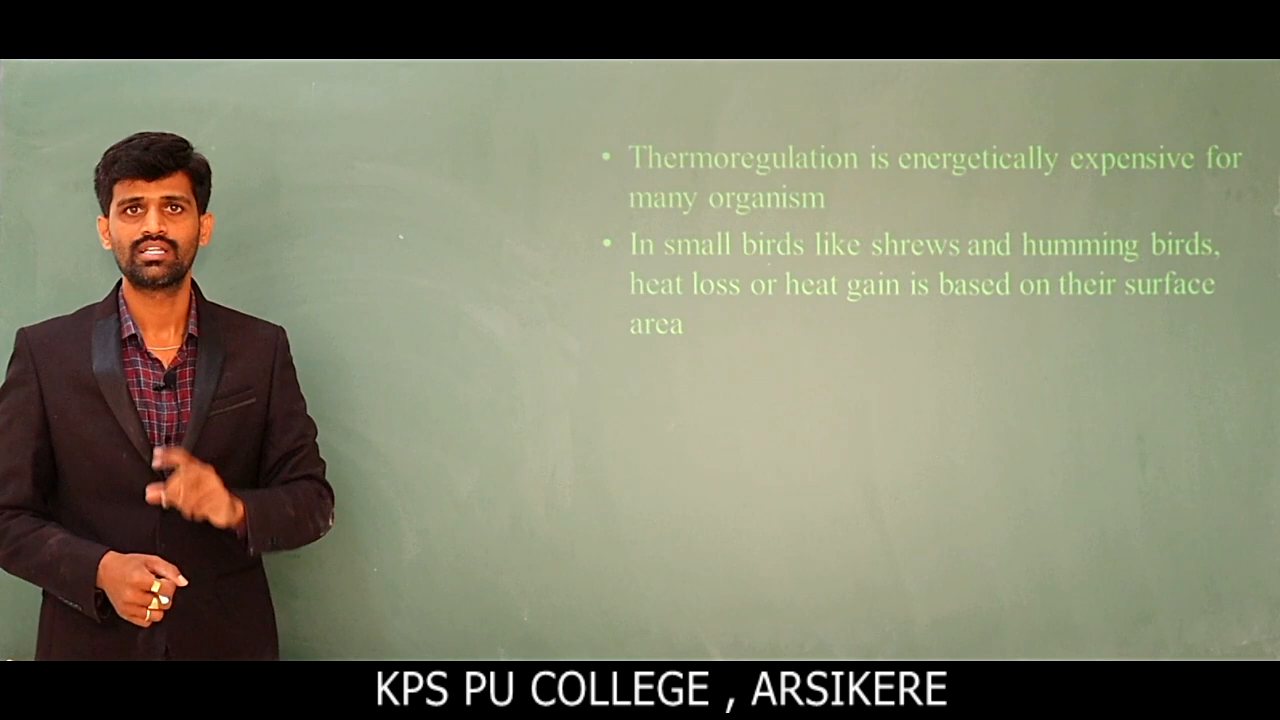 • Thermoregulation is energetically expensive for
many organism
• In small birds like shrews and humming birds,
heat loss or heat gain is based on their surface
area
KPS PU COLLEGE , ARSIKERE